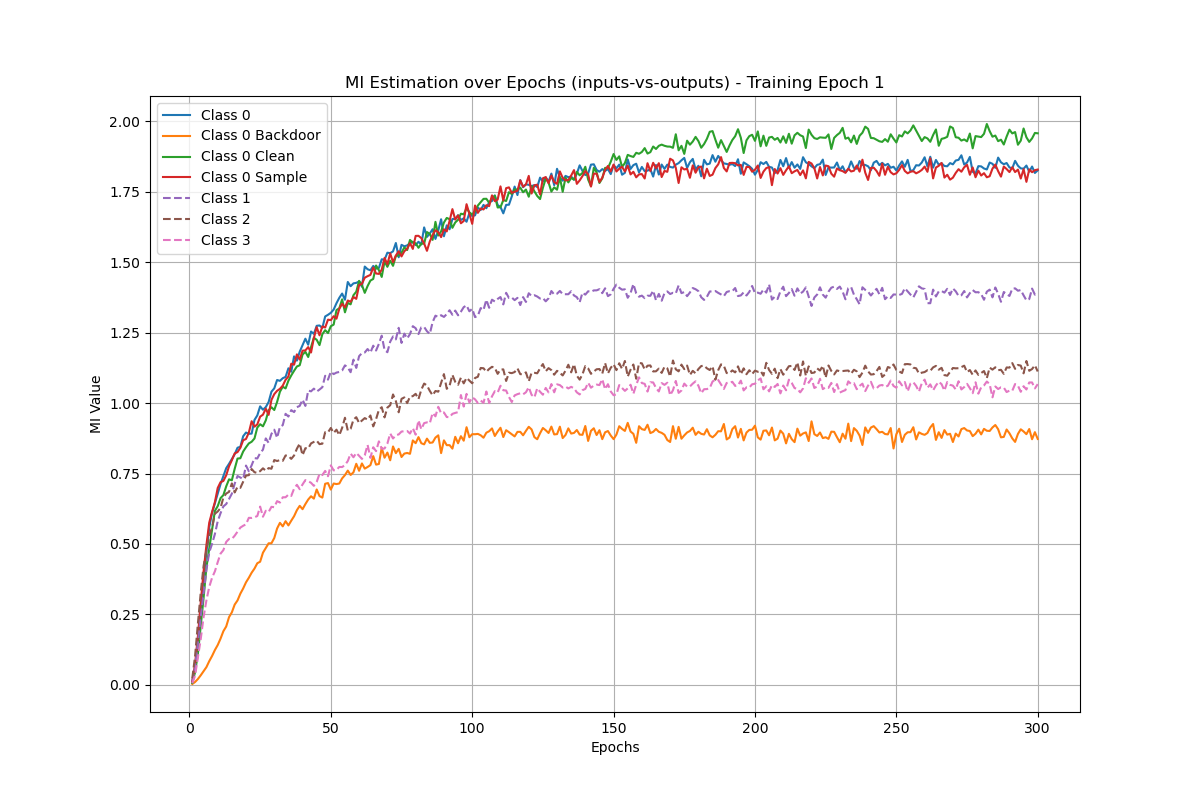 MI Estimation over Epochs (inputs-vs-outputs) - Training Epoch 1
Class 0
Class 0 Backdoor
Class 0 Clean
Class 0 Sample
Class 1
Class 2
Class 3
MI Value
2.00
1.75
1.50
1.25
1.00
0.75
0.50
0.25
0.00
0 50 100 150 200 250 300
Epochs